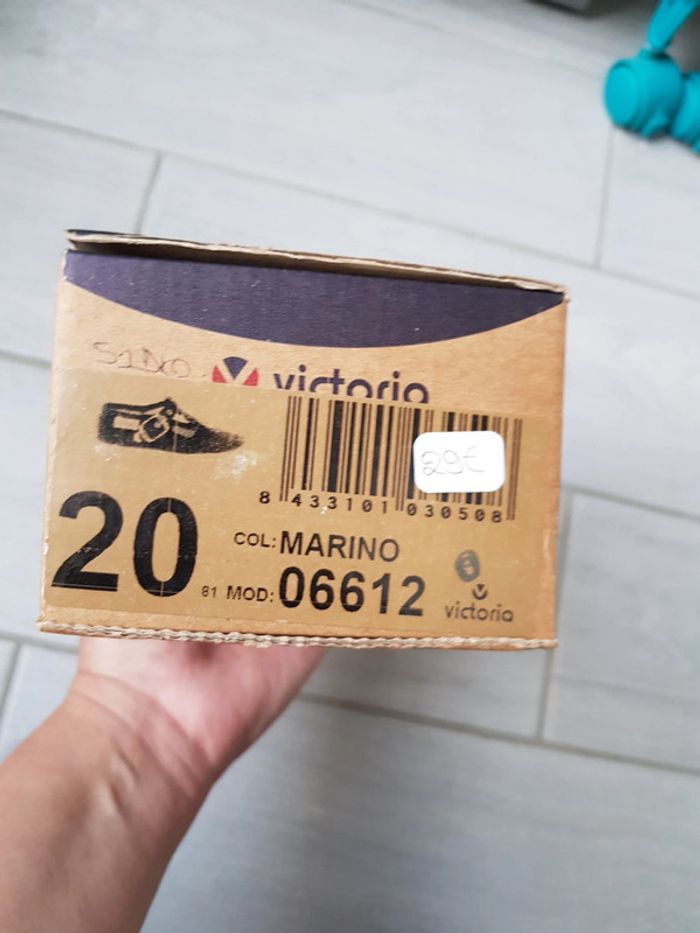 victoria
29€
8 433101 030508
20
COL: MARINO
81 MOD: 06612
victoria